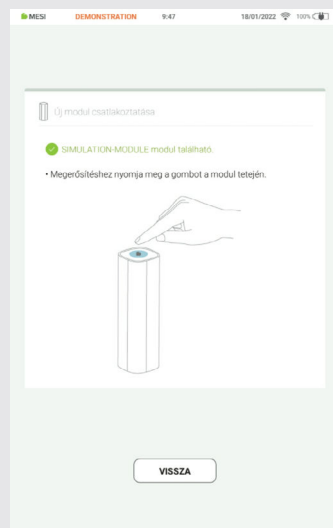 MESI DEMONSTRATION 9:47 18/01/2022 100%
Új modul csatlakoztatása
SIMULATION-MODULE modul található.
• Megerősítéshez nyomja meg a gombot a modul tetején.
VISSZA